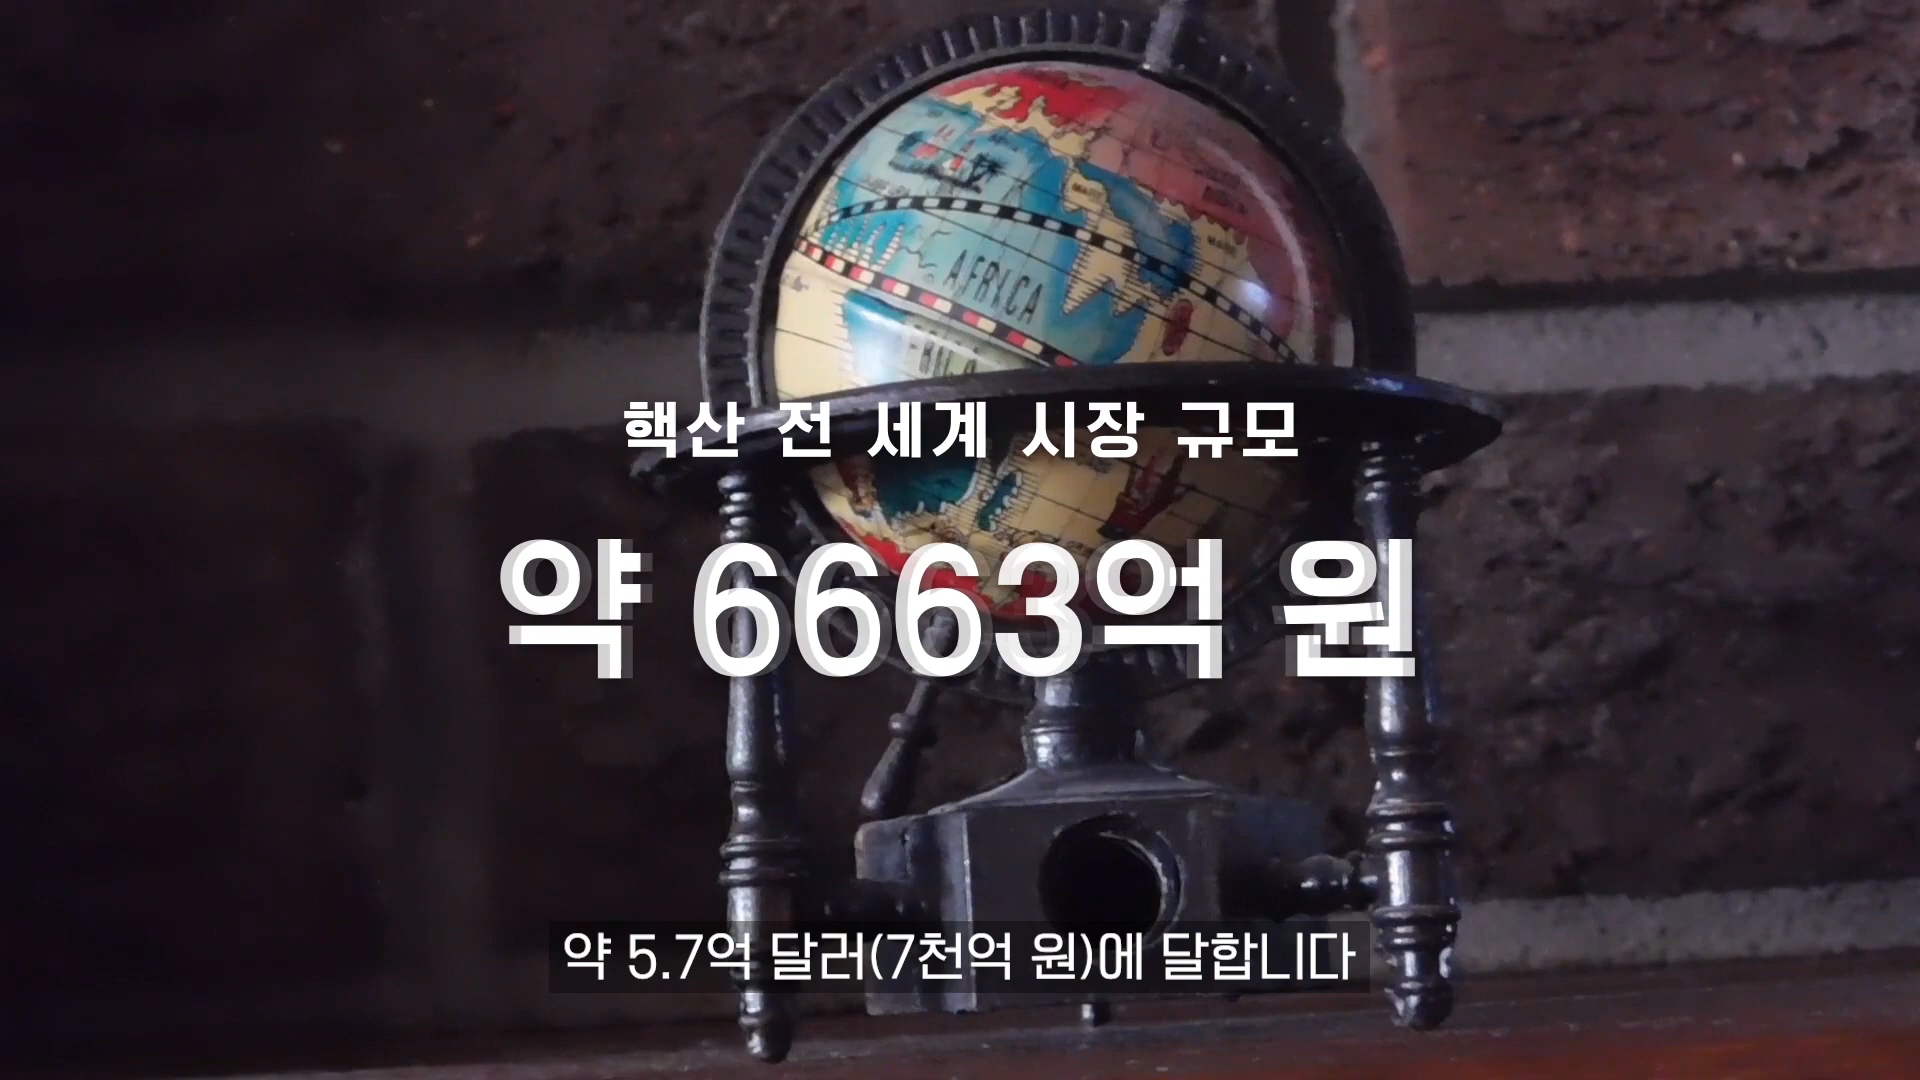 AFRICA
핵산 전 세계 시장 규모
약 6663억 원
약 5.7억 달러(7천억 원)에 달합니다